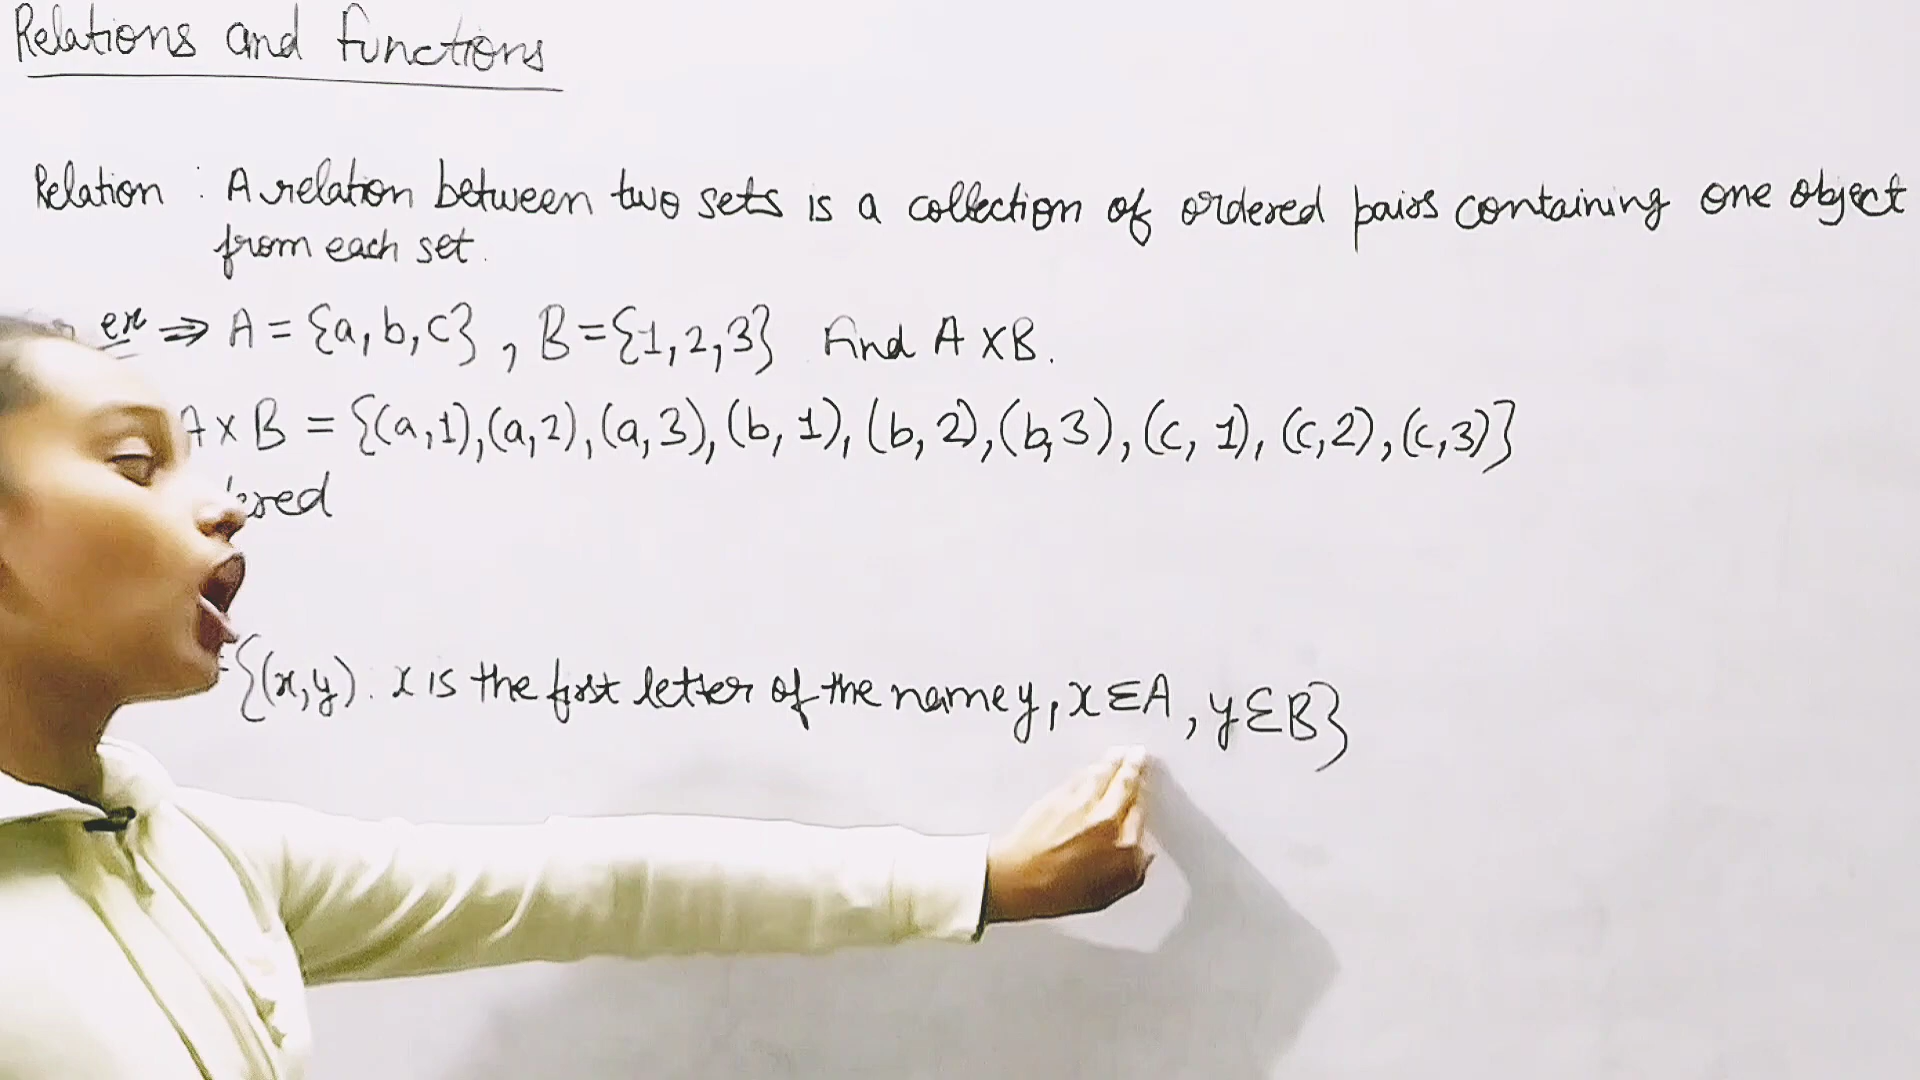 Relations and functions
Relation : A relation between two sets is a collection of ordered pairs containing one object
from each set.
ex ⇒ A = {a, b, c} , B = {1, 2, 3} Find A × B.
A × B = {(a, 1), (a, 2), (a, 3), (b, 1), (b, 2), (b, 3), (c, 1), (c, 2), (c, 3)}
= {(x, y) : x is the first letter of the name y, x ∈ A , y ∈ B}